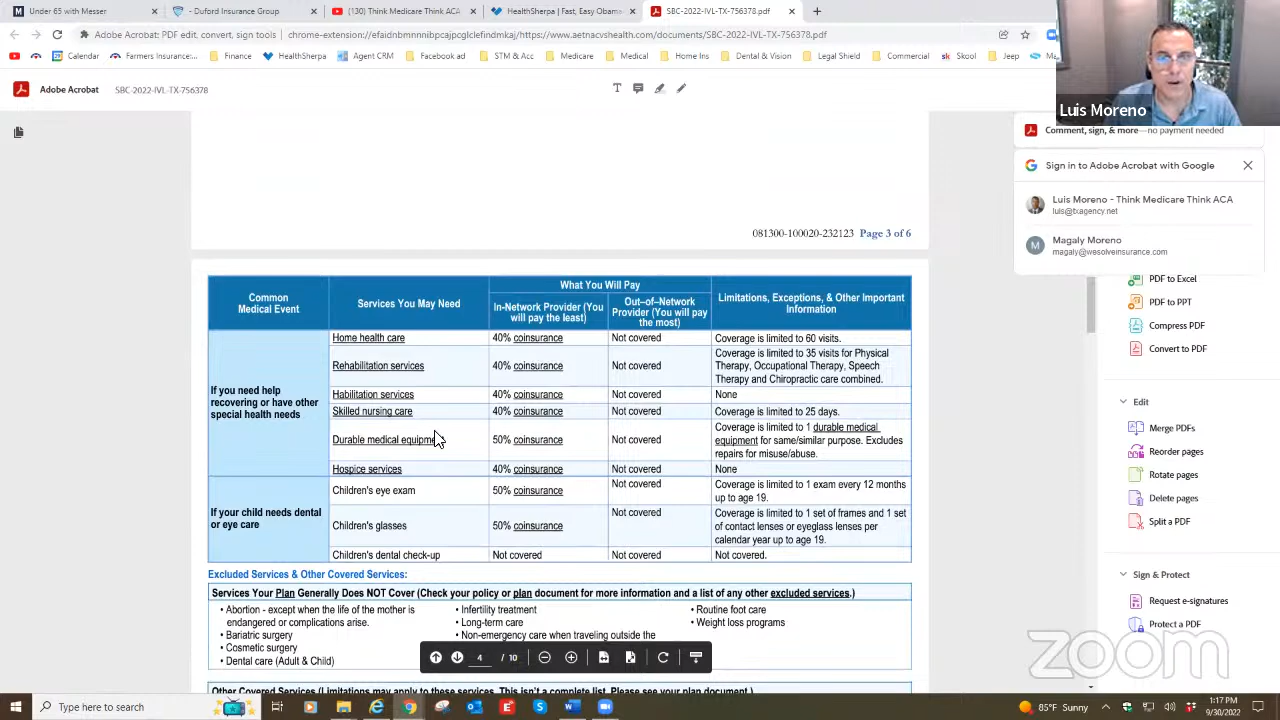 Under 65 with Messer
- Duford Insurance Group
(130) Think Medicare Think ACA
HealthSherpa | Fast, Easy Obama
SBC-2022-IVL-TX-756378.pdf
Adobe Acrobat: PDF edit, convert, sign tools | chrome-extension://efaidnbmnnnibpcajpcglclefindmkaj/https://www.aetnacvshealth.com/documents/SBC-2022-IVL-TX-756378.pdf
Calendar
Farmers Insurance:...
Finance
HealthSherpa
Agent CRM
Facebook ads
STM & Acc
Medicare
Medical
Home Ins
Dental & Vision
Legal Shield
Commercial
Skool
Jeep
Adobe Acrobat
SBC-2022-IVL-TX-756378
Luis Moreno
Comment, sign, & more—no payment needed
Sign in to Adobe Acrobat with Google
Luis Moreno - Think Medicare Think ACA
luis@txagency.net
M
Magaly Moreno
magaly@wesolveinsurance.com
081300-100020-232123 Page 3 of 6
Common
Medical Event
Services You May Need
What You Will Pay
In-Network Provider (You
will pay the least)
Out–of–Network
Provider (You will pay
the most)
Limitations, Exceptions, & Other Important
Information
If you need help
recovering or have other
special health needs
Home health care
40% coinsurance
Not covered
Coverage is limited to 60 visits.
Rehabilitation services
40% coinsurance
Not covered
Coverage is limited to 35 visits for Physical
Therapy, Occupational Therapy, Speech
Therapy and Chiropractic care combined.
Habilitation services
40% coinsurance
Not covered
None
Skilled nursing care
40% coinsurance
Not covered
Coverage is limited to 25 days.
Durable medical equipme
50% coinsurance
Not covered
Coverage is limited to 1 durable medical
equipment for same/similar purpose. Excludes
repairs for misuse/abuse.
Hospice services
40% coinsurance
Not covered
None
If your child needs dental
or eye care
Children's eye exam
50% coinsurance
Not covered
Coverage is limited to 1 exam every 12 months
up to age 19.
Children's glasses
50% coinsurance
Not covered
Coverage is limited to 1 set of frames and 1 set
of contact lenses or eyeglass lenses per
calendar year up to age 19.
Children's dental check-up
Not covered
Not covered
Not covered.
Excluded Services & Other Covered Services:
Services Your Plan Generally Does NOT Cover (Check your policy or plan document for more information and a list of any other excluded services.)
• Abortion - except when the life of the mother is
endangered or complications arise.
• Bariatric surgery
• Cosmetic surgery
• Dental care (Adult & Child)
• Infertility treatment
• Long-term care
• Non-emergency care when traveling outside the
• Routine foot care
• Weight loss programs
Other Covered Services (Limitations may apply to these services. This isn't a complete list. Please see your plan document.)
4 / 10
PDF to Excel
PDF to PPT
Compress PDF
Convert to PDF
Edit
Merge PDFs
Reorder pages
Rotate pages
Delete pages
Split a PDF
Sign & Protect
Request e-signatures
Protect a PDF
zoom
Type here to search
85°F Sunny
1:17 PM
9/30/2022